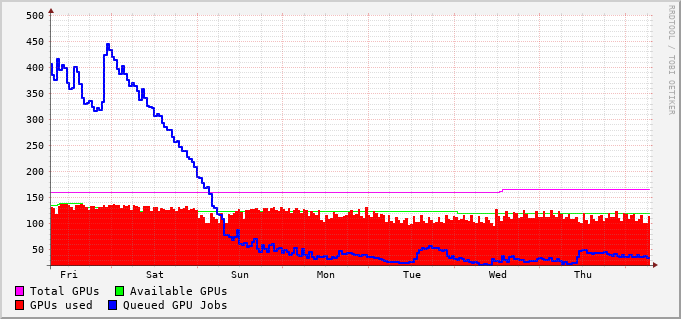 500
450
400
350
300
250
200
150
100
50
Fri Sat Sun Mon Tue Wed Thu
Total GPUs Available GPUs
GPUs used Queued GPU Jobs
RRDTOOL / TOBI OETIKER